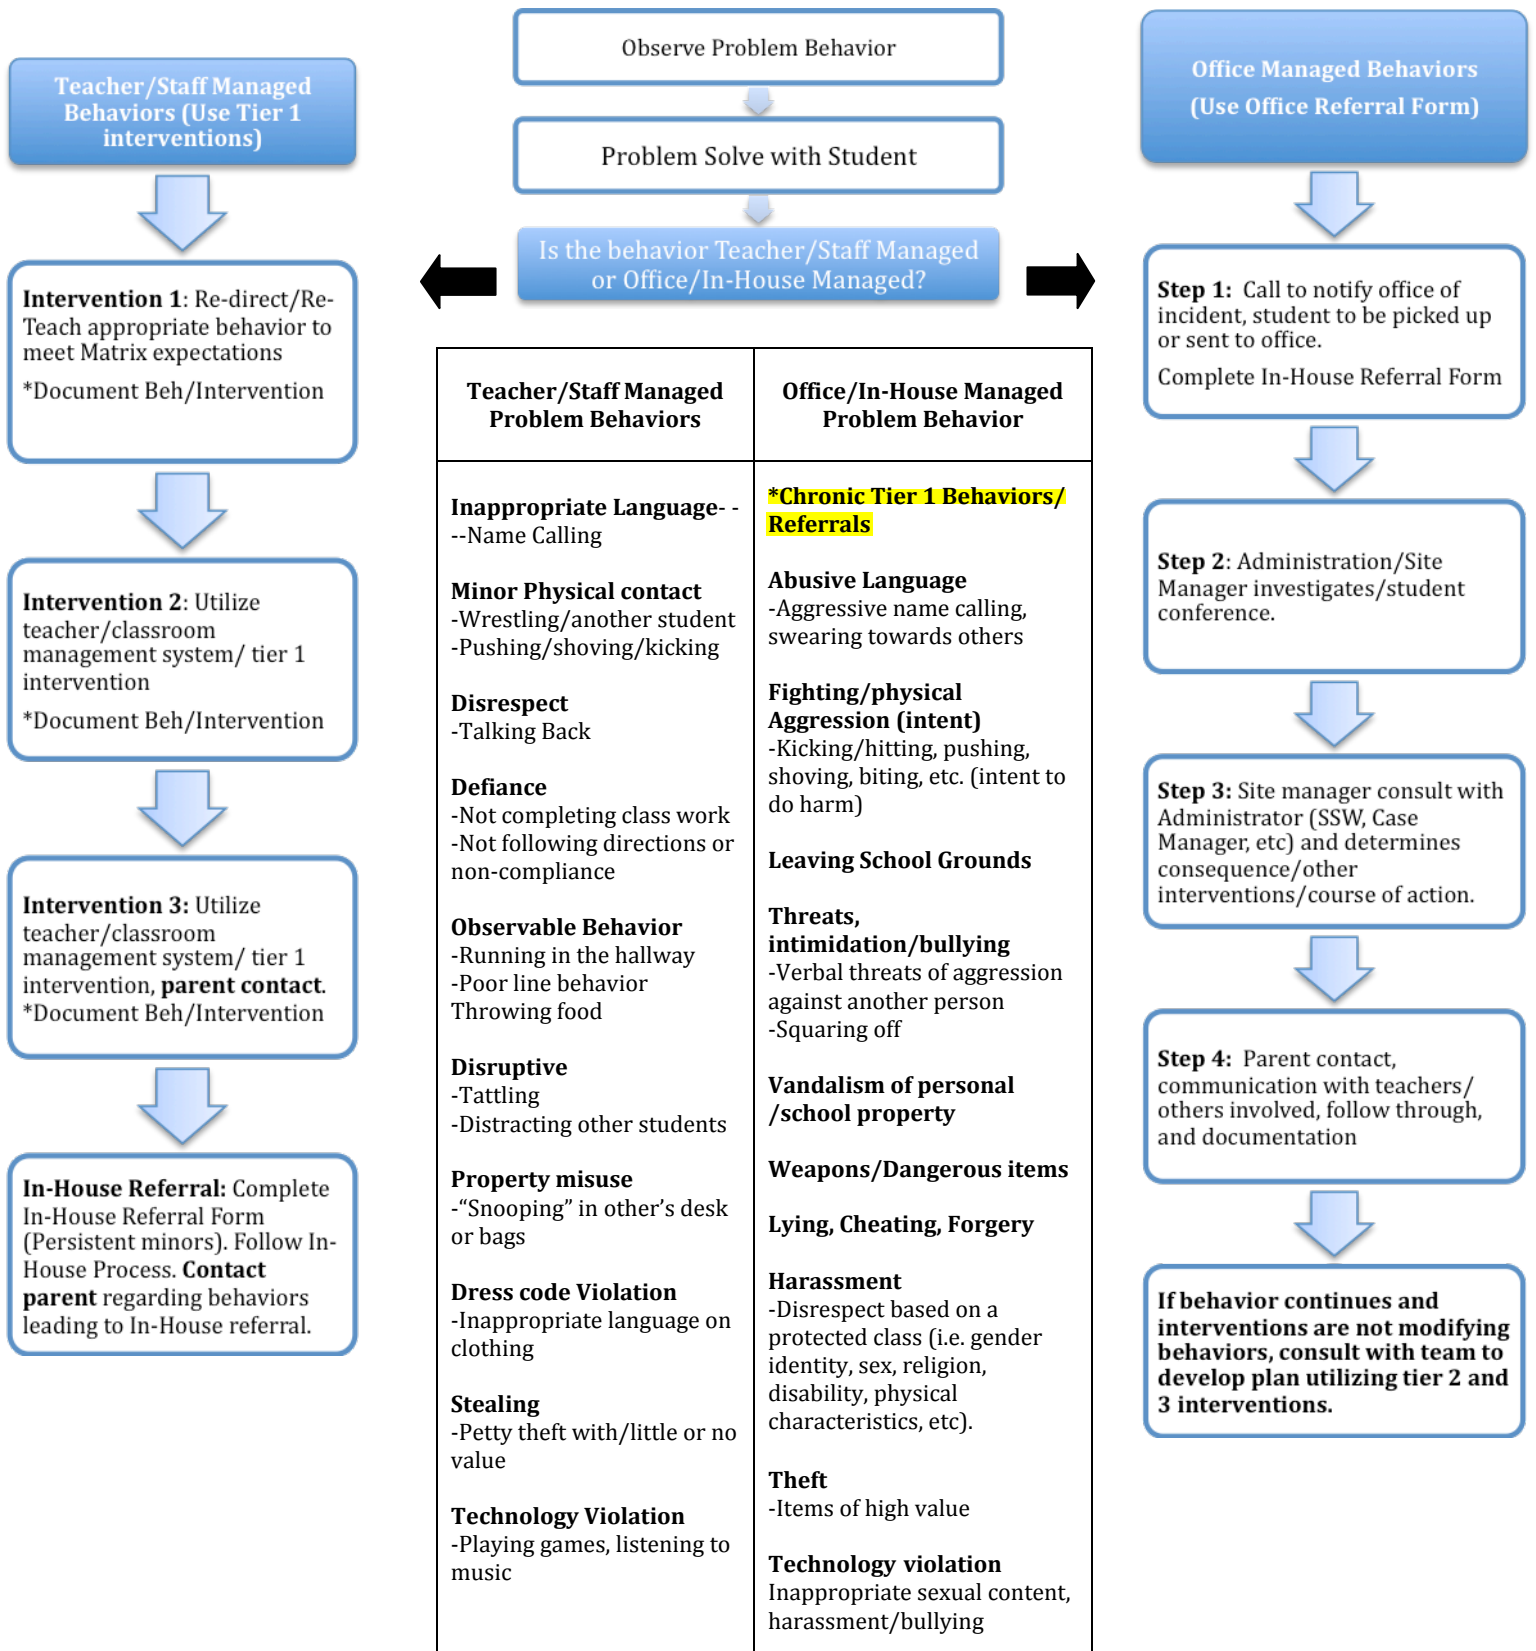 Observe Problem Behavior
Problem Solve with Student
Is the behavior Teacher/Staff Managed
or Office/In-House Managed?
Teacher/Staff Managed
Behaviors (Use Tier 1
interventions)
Intervention 1: Re-direct/Re-
Teach appropriate behavior to
meet Matrix expectations
*Document Beh/Intervention
Intervention 2: Utilize
teacher/classroom
management system/ tier 1
intervention
*Document Beh/Intervention
Intervention 3: Utilize
teacher/classroom
management system/ tier 1
intervention, parent contact.
*Document Beh/Intervention
In-House Referral: Complete
In-House Referral Form
(Persistent minors). Follow In-
House Process. Contact
parent regarding behaviors
leading to In-House referral.
Teacher/Staff Managed
Problem Behaviors
Inappropriate Language- -
--Name Calling
Minor Physical contact
-Wrestling/another student
-Pushing/shoving/kicking
Disrespect
-Talking Back
Defiance
-Not completing class work
-Not following directions or
non-compliance
Observable Behavior
-Running in the hallway
-Poor line behavior
Throwing food
Disruptive
-Tattling
-Distracting other students
Property misuse
-“Snooping” in other’s desk
or bags
Dress code Violation
-Inappropriate language on
clothing
Stealing
-Petty theft with/little or no
value
Technology Violation
-Playing games, listening to
music
Office/In-House Managed
Problem Behavior
*Chronic Tier 1 Behaviors/
Referrals
Abusive Language
-Aggressive name calling,
swearing towards others
Fighting/physical
Aggression (intent)
-Kicking/hitting, pushing,
shoving, biting, etc. (intent to
do harm)
Leaving School Grounds
Threats,
intimidation/bullying
-Verbal threats of aggression
against another person
-Squaring off
Vandalism of personal
/school property
Weapons/Dangerous items
Lying, Cheating, Forgery
Harassment
-Disrespect based on a
protected class (i.e. gender
identity, sex, religion,
disability, physical
characteristics, etc).
Theft
-Items of high value
Technology violation
Inappropriate sexual content,
harassment/bullying
Office Managed Behaviors
(Use Office Referral Form)
Step 1: Call to notify office of
incident, student to be picked up
or sent to office.
Complete In-House Referral Form
Step 2: Administration/Site
Manager investigates/student
conference.
Step 3: Site manager consult with
Administrator (SSW, Case
Manager, etc) and determines
consequence/other
interventions/course of action.
Step 4: Parent contact,
communication with teachers/
others involved, follow through,
and documentation
If behavior continues and
interventions are not modifying
behaviors, consult with team to
develop plan utilizing tier 2 and
3 interventions.